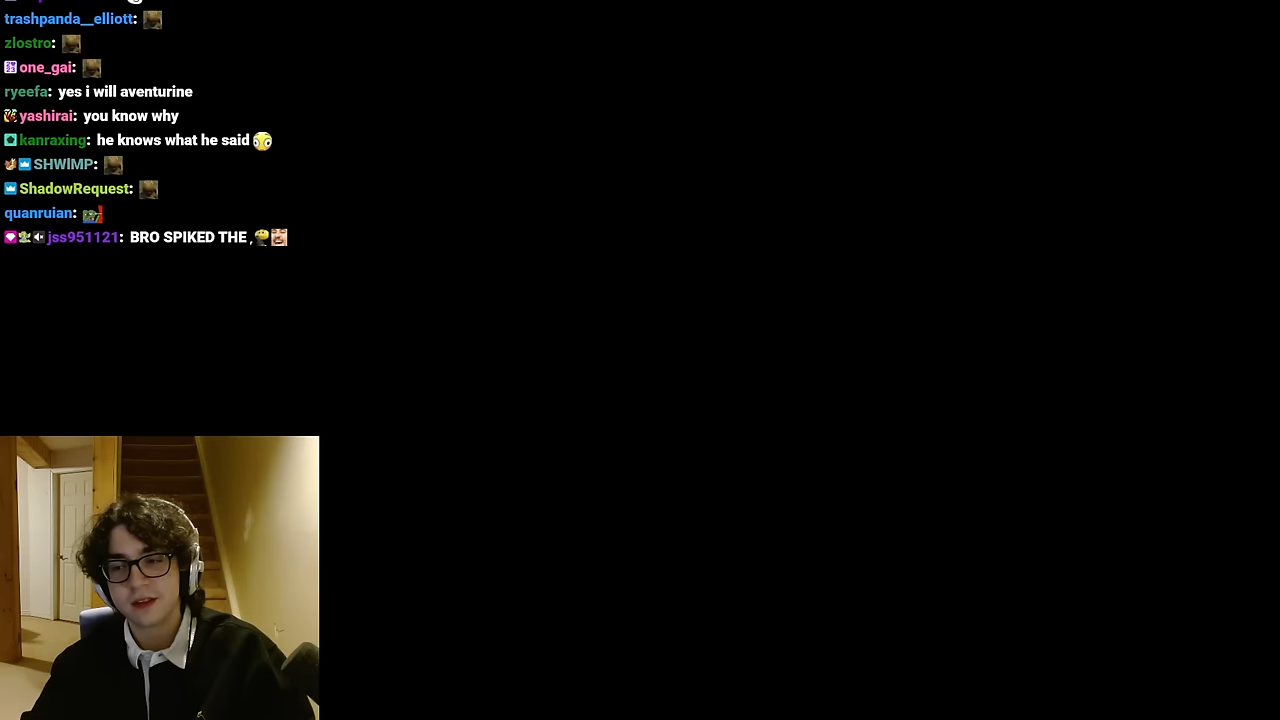 trashpanda__elliott:
zlostro:
one_gai:
ryeefa: yes i will aventurine
yashirai: you know why
kanraxing: he knows what he said
SHWlMP:
ShadowRequest:
quanruian:
jss951121: BRO SPIKED THE ,